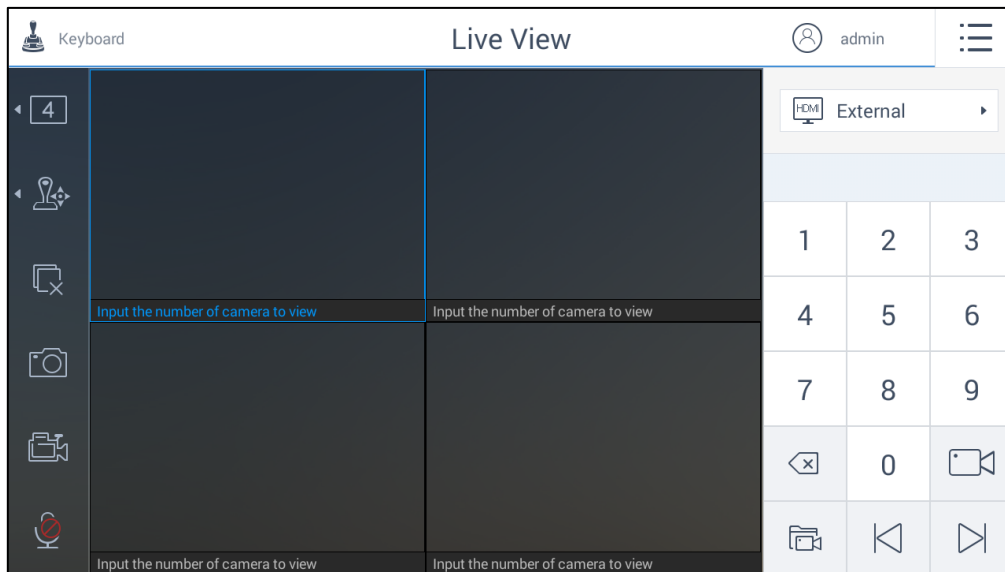 Keyboard
Live View
admin
4
HDMI External
Input the number of camera to view
Input the number of camera to view
Input the number of camera to view
Input the number of camera to view
1 2 3
4 5 6
7 8 9
0